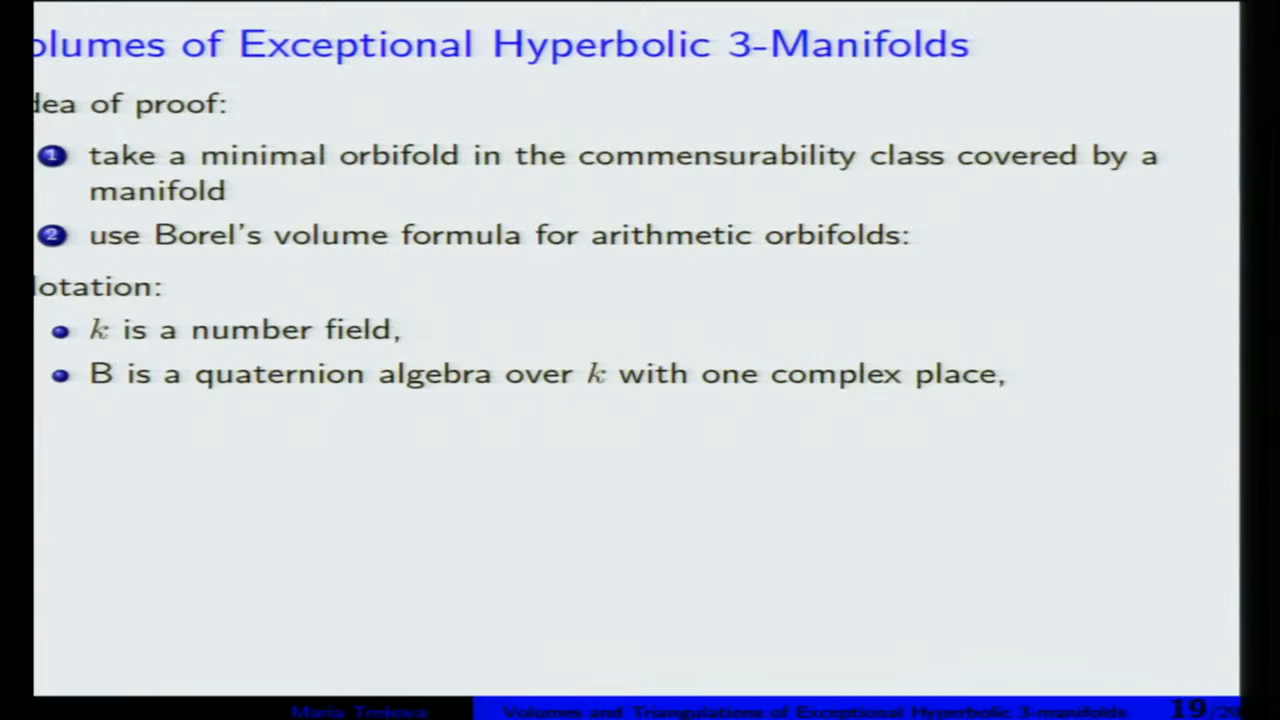 olumes of Exceptional Hyperbolic 3-Manifolds
dea of proof:
1 take a minimal orbifold in the commensurability class covered by a
manifold
2 use Borel's volume formula for arithmetic orbifolds:
otation:
k is a number field,
B is a quaternion algebra over k with one complex place,
Maria Volumes and Triangulations of Exceptional Hyperbolic 3-manifolds 19/20